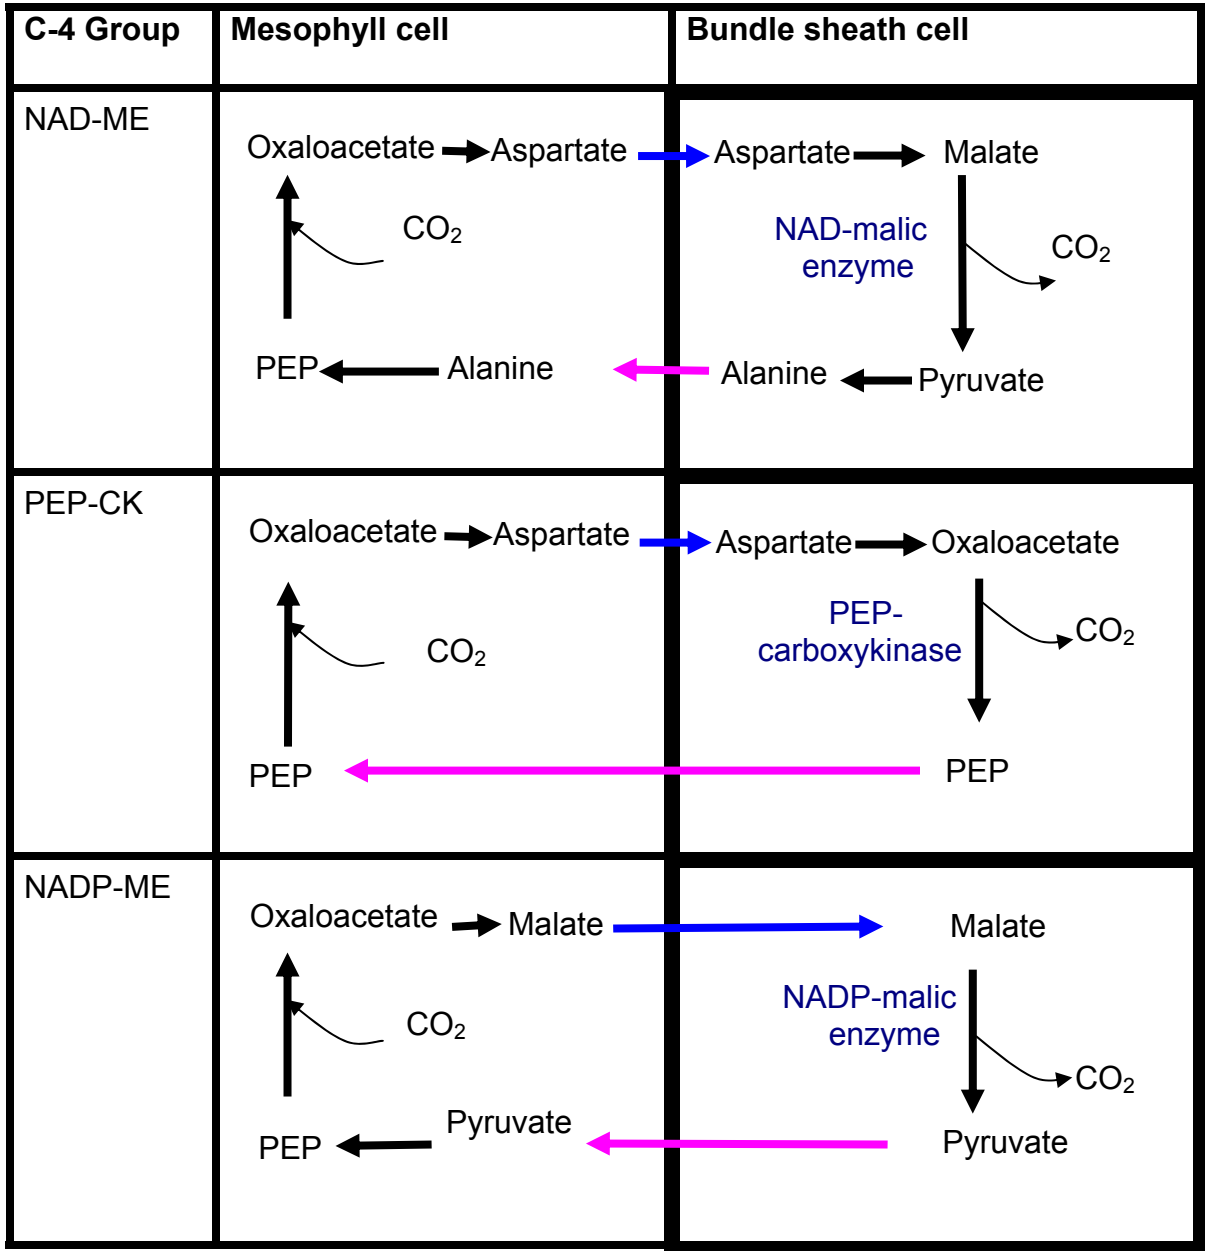 C-4 Group Mesophyll cell Bundle sheath cell
NAD-ME
Oxaloacetate Aspartate Aspartate Malate
CO₂ NAD-malic
enzyme CO₂
PEP Alanine Alanine Pyruvate
PEP-CK
Oxaloacetate Aspartate Aspartate Oxaloacetate
CO₂ PEP-
carboxykinase CO₂
PEP PEP
NADP-ME
Oxaloacetate Malate Malate
CO₂ NADP-malic
enzyme CO₂
PEP Pyruvate Pyruvate